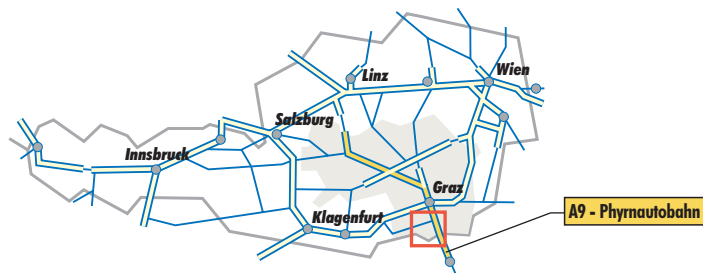 Linz
Wien
Salzburg
Innsbruck
Graz
Klagenfurt
A9 - Phyrnautobahn